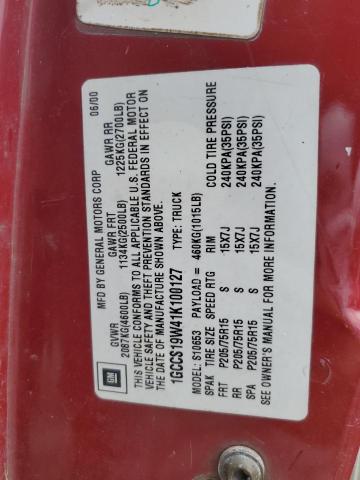 GM
MFD BY GENERAL MOTORS CORP 06/00
GVWR GAWR FRT GAWR RR
2087KG(4600LB) 1134KG(2500LB) 1225KG(2700LB)
THIS VEHICLE CONFORMS TO ALL APPLICABLE U.S. FEDERAL MOTOR
VEHICLE SAFETY AND THEFT PREVENTION STANDARDS IN EFFECT ON
THE DATE OF MANUFACTURE SHOWN ABOVE.
1GCCS19W41K100127 TYPE: TRUCK
MODEL: S10653 PAYLOAD = 460KG(1015LB)
SPAK TIRE SIZE SPEED RTG RIM COLD TIRE PRESSURE
FRT P205/75R15 S 15X7J 240KPA(35PSI)
RR P205/75R15 S 15X7J 240KPA(35PSI)
SPA P205/75R15 S 15X7J 240KPA(35PSI)
SEE OWNER'S MANUAL FOR MORE INFORMATION.